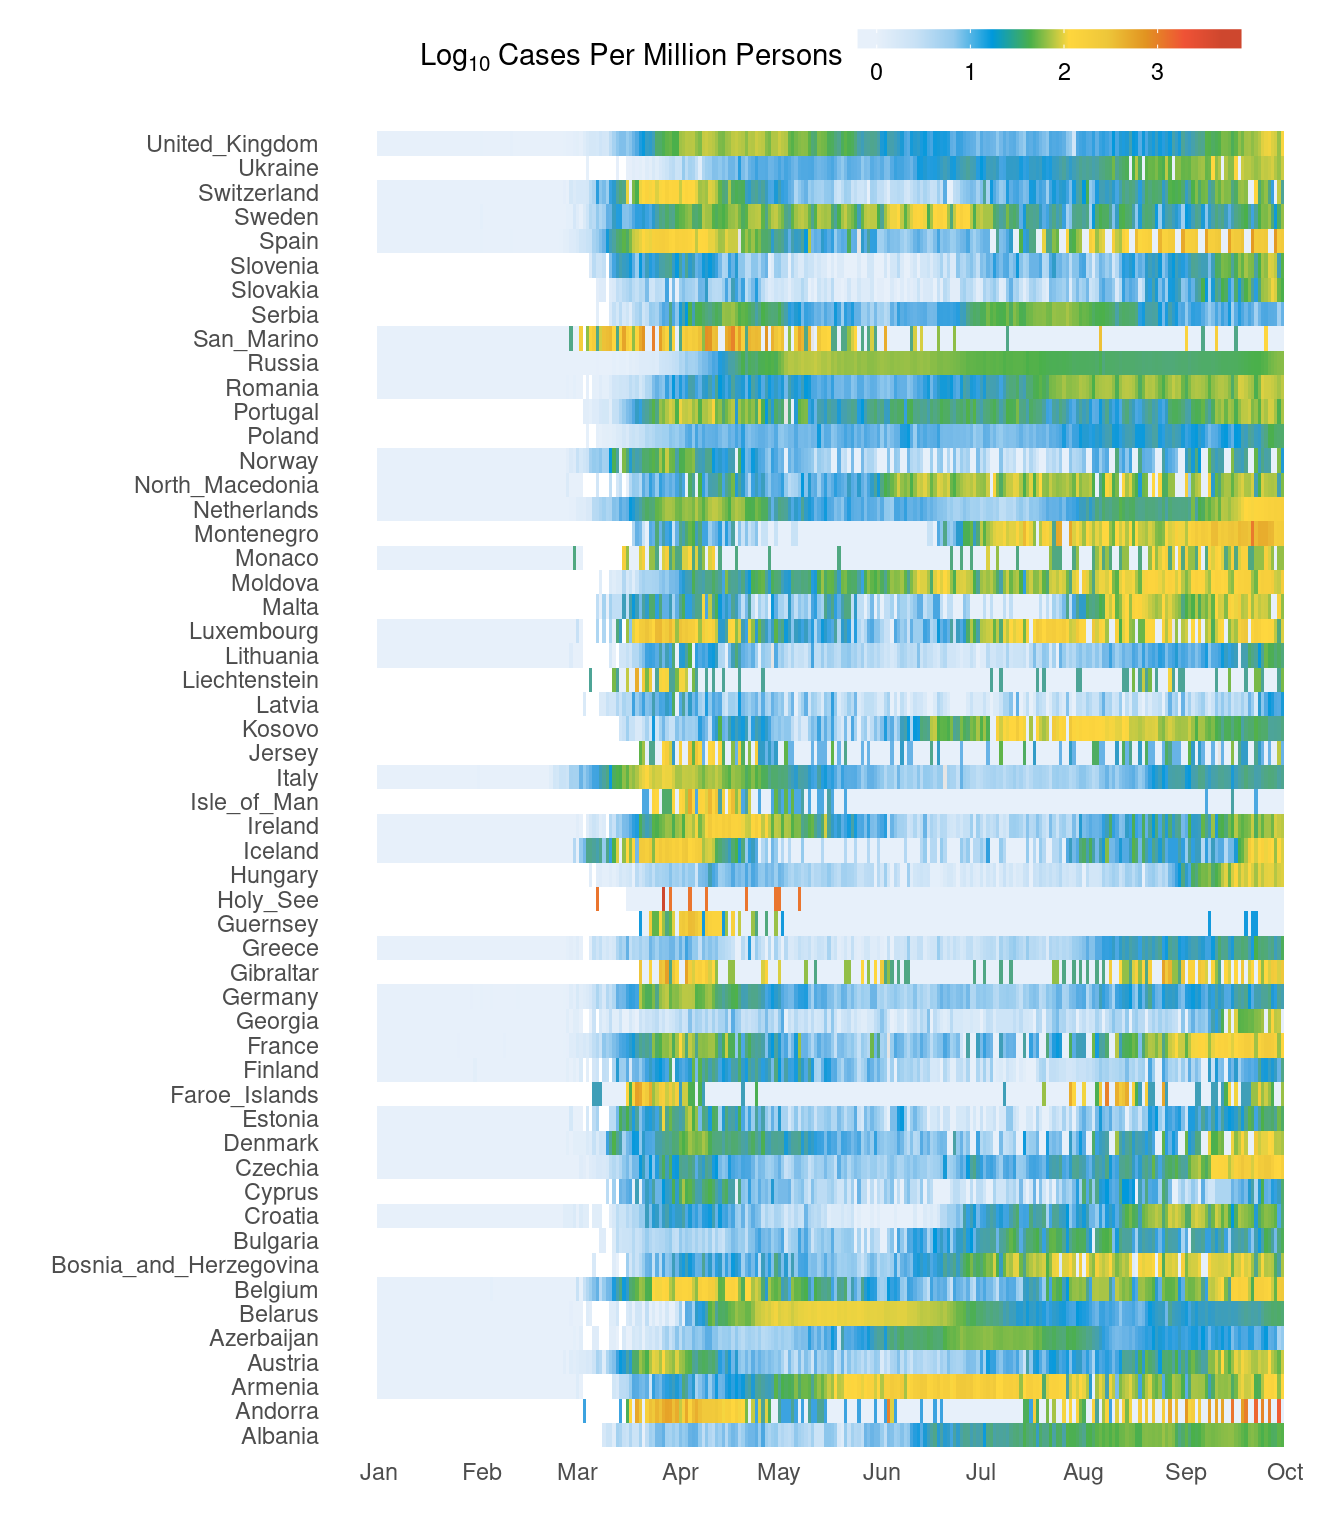 Log10 Cases Per Million Persons
0 1 2 3
United_Kingdom
Ukraine
Switzerland
Sweden
Spain
Slovenia
Slovakia
Serbia
San_Marino
Russia
Romania
Portugal
Poland
Norway
North_Macedonia
Netherlands
Montenegro
Monaco
Moldova
Malta
Luxembourg
Lithuania
Liechtenstein
Latvia
Kosovo
Jersey
Italy
Isle_of_Man
Ireland
Iceland
Hungary
Holy_See
Guernsey
Greece
Gibraltar
Germany
Georgia
France
Finland
Faroe_Islands
Estonia
Denmark
Czechia
Cyprus
Croatia
Bulgaria
Bosnia_and_Herzegovina
Belgium
Belarus
Azerbaijan
Austria
Armenia
Andorra
Albania
Jan Feb Mar Apr May Jun Jul Aug Sep Oct